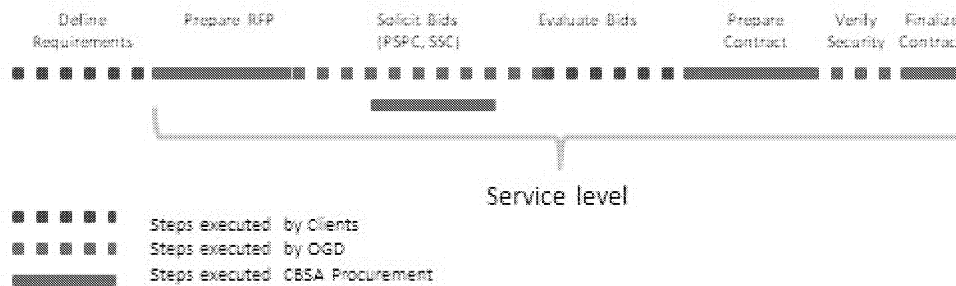 Define Prepare RFP Solicit Bids Evaluate Bids Prepare Verify Finalize
Requirements (PSPC, SSC) Contract Security Contrac
Service level
Steps executed by Clients
Steps executed by OGD
Steps executed CBSA Procurement